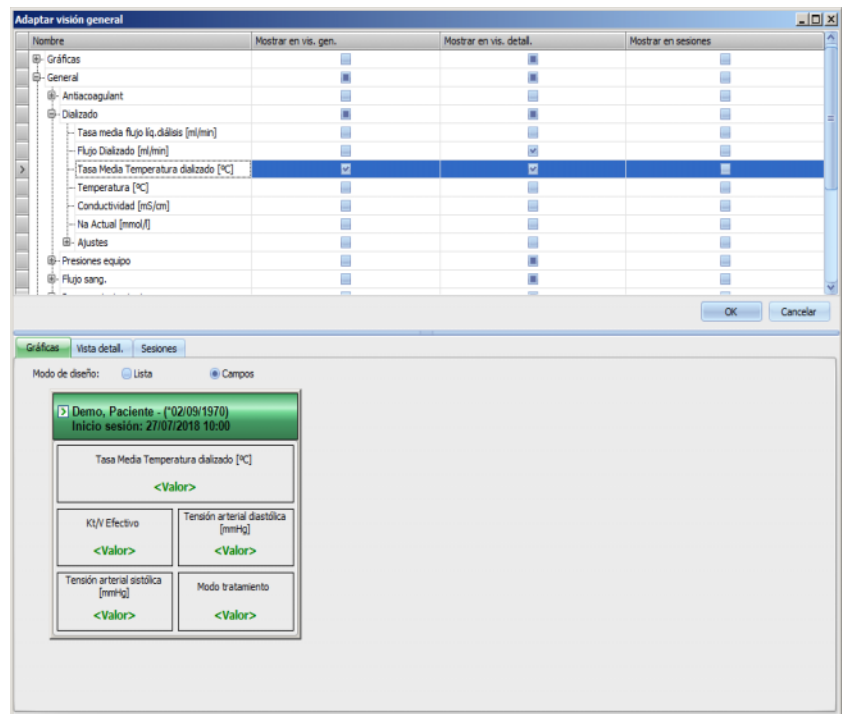 Adaptar visión general
Nombre Mostrar en vis. gen. Mostrar en vis. detail. Mostrar en sesiones
Gráficas
General
Antiacoagulant
Dializado
Tasa media flujo líq.diálisis [ml/min]
Flujo Dializado [ml/min]
Tasa Media Temperatura dializado [ºC]
Temperatura [ºC]
Conductividad [mS/cm]
Na Actual [mmol/l]
Ajustes
Presiones equipo
Flujo sang.
OK Cancelar
Gráficas Vista detail. Sesiones
Modo de diseño: Lista Campos
Demo, Paciente - (*02/09/1970)
Inicio sesión: 27/07/2018 10:00
Tasa Media Temperatura dializado [ºC]
<Valor>
Kt/V Efectivo Tensión arterial diastólica
[mmHg]
<Valor> <Valor>
Tensión arterial sistólica
[mmHg] Modo tratamiento
<Valor> <Valor>